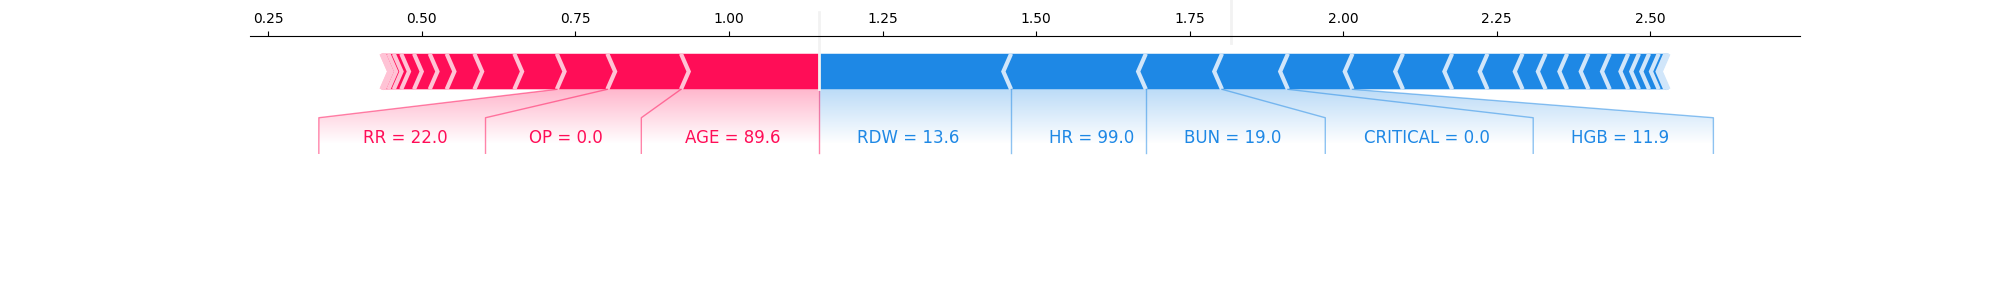 0.25 0.50 0.75 1.00 1.25 1.50 1.75 2.00 2.25 2.50
RR = 22.0 OP = 0.0 AGE = 89.6 RDW = 13.6 HR = 99.0 BUN = 19.0 CRITICAL = 0.0 HGB = 11.9